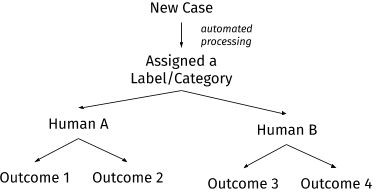 New Case
automated
processing
Assigned a
Label/Category
Human A
Human B
Outcome 1
Outcome 2
Outcome 3
Outcome 4